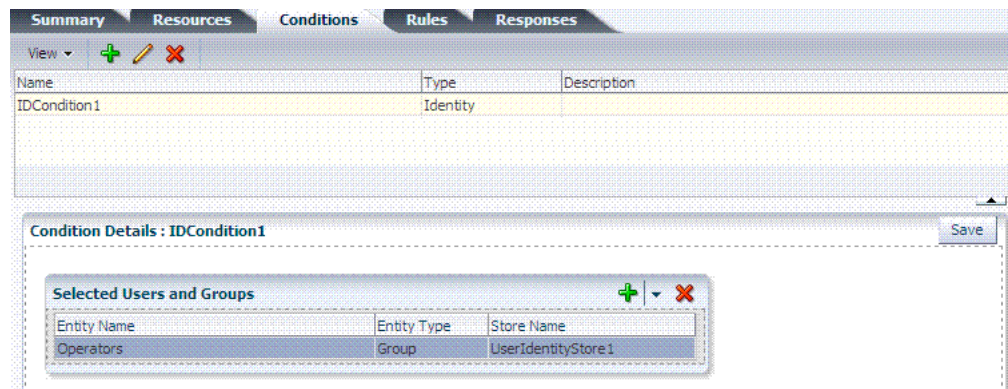 Summary Resources Conditions Rules Responses
View
Name Type Description
IDCondition1 Identity
Condition Details : IDCondition1 Save
Selected Users and Groups
Entity Name Entity Type Store Name
Operators Group UserIdentityStore1